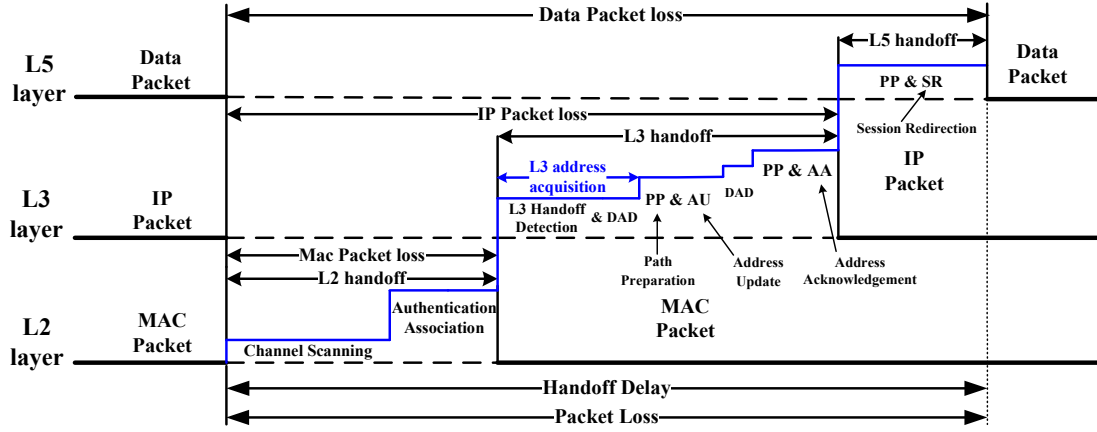 Data Packet loss
L5 handoff
L5
layer
Data
Packet
Data
Packet
PP & SR
IP Packet loss
Session Redirection
L3 handoff
IP
Packet
L3 address
acquisition
PP & AA
DAD
L3
layer
IP
Packet
L3 Handoff
Detection
& DAD
PP & AU
Mac Packet loss
Path
Preparation
Address
Update
Address
Acknowledgement
L2 handoff
MAC
Packet
Authentication
Association
L2
layer
MAC
Packet
Channel Scanning
Handoff Delay
Packet Loss